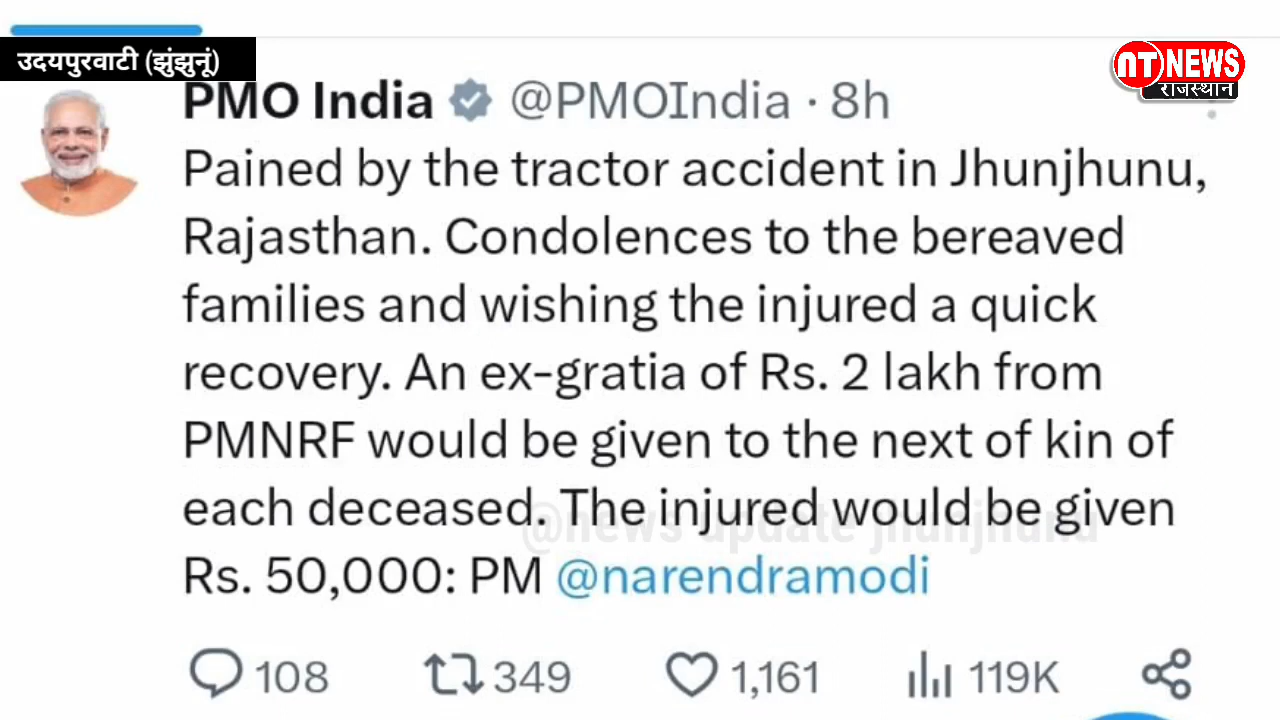 उदयपुरवाटी (झुंझुनूं)
NT NEWS
राजस्थान
PMO India @PMOIndia · 8h
Pained by the tractor accident in Jhunjhunu,
Rajasthan. Condolences to the bereaved
families and wishing the injured a quick
recovery. An ex-gratia of Rs. 2 lakh from
PMNRF would be given to the next of kin of
each deceased. The injured would be given
@news update jhunjhunu
Rs. 50,000: PM @narendramodi
108 349 1,161 119K